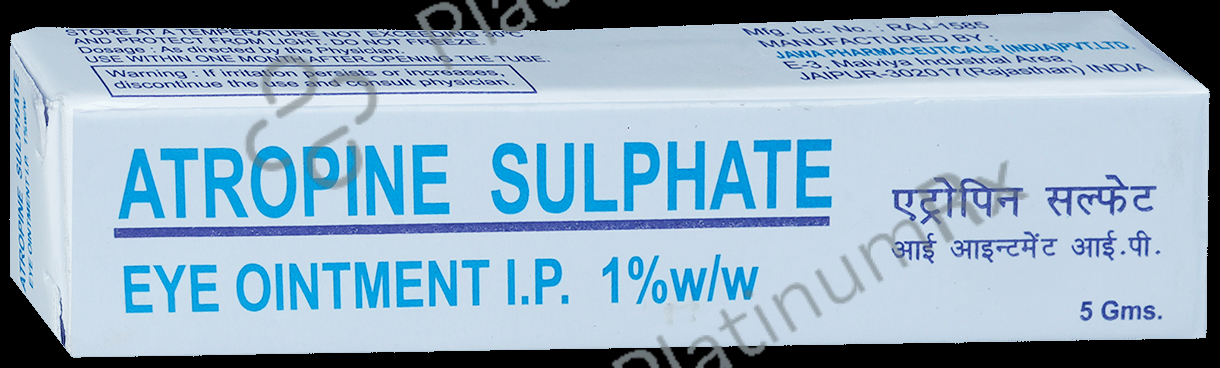 STORE AT A TEMPERATURE NOT EXCEEDING 30°C
AND PROTECT FROM LIGHT. DO NOT FREEZE.
Dosage : As directed by the Physician.
USE WITHIN ONE MONTH AFTER OPENING THE TUBE.
Warning : If irritation persists or increases,
discontinue the use and consult physician.
Mfg. Lic. No. : RAJ-1585
MANUFACTURED BY :
JAWA PHARMACEUTICALS (INDIA) PVT. LTD.
E-3, Malviya Industrial Area,
JAIPUR-302017 (Rajasthan) INDIA
ATROPINE SULPHATE
EYE OINTMENT I.P. 1%w/w
ATROPINE SULPHATE
EYE OINTMENT I.P. 1%w/w
एट्रोपिन सल्फेट
आई आइन्टमेंट आई.पी.
5 Gms.
PlatinumRx